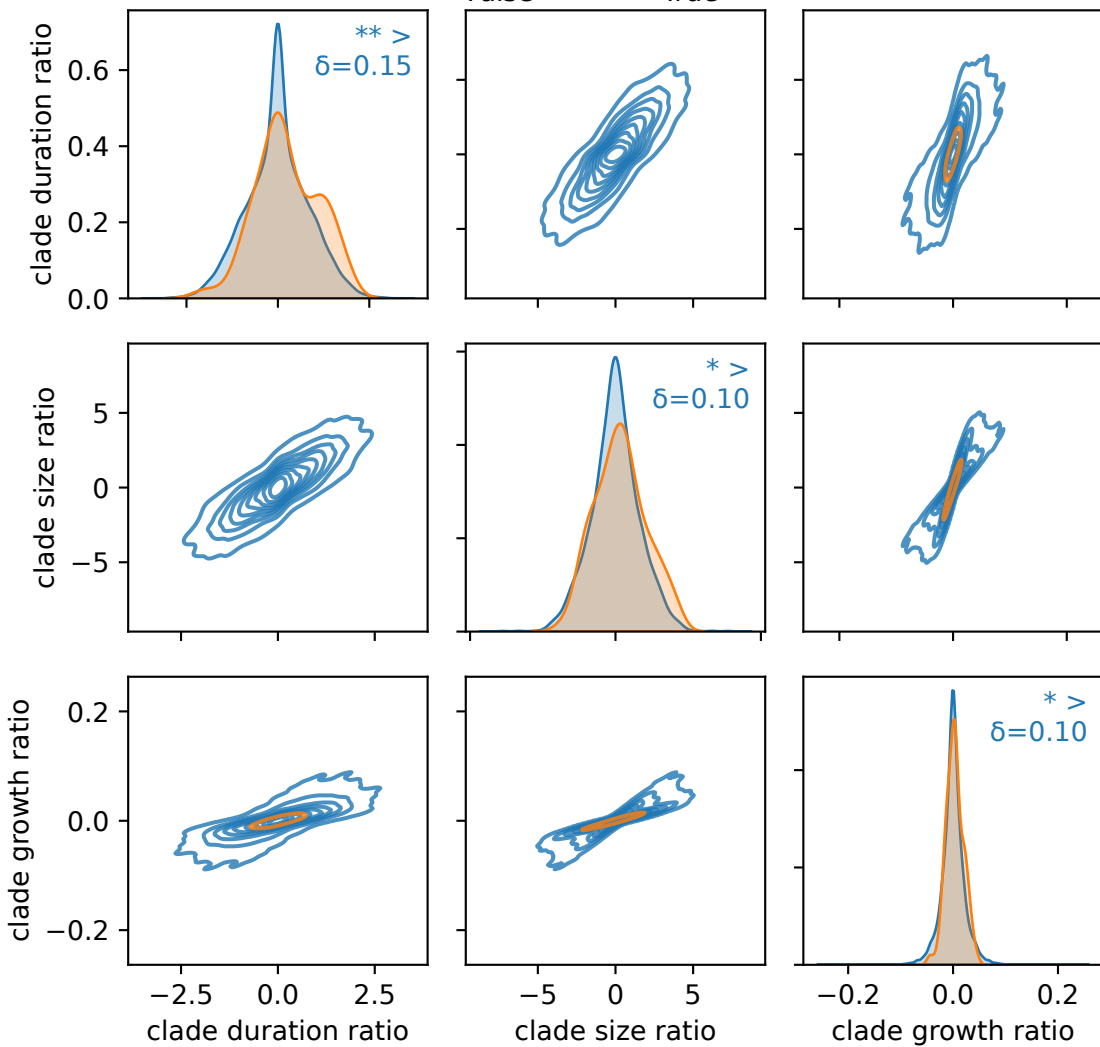 ** >
δ=0.15
clade duration ratio
0.6
0.4
0.2
0.0
* >
δ=0.10
clade size ratio
5
0
−5
* >
δ=0.10
clade growth ratio
0.2
0.0
−0.2
−2.5 0.0 2.5
−5 0 5
−0.2 0.0 0.2
clade duration ratio
clade size ratio
clade growth ratio